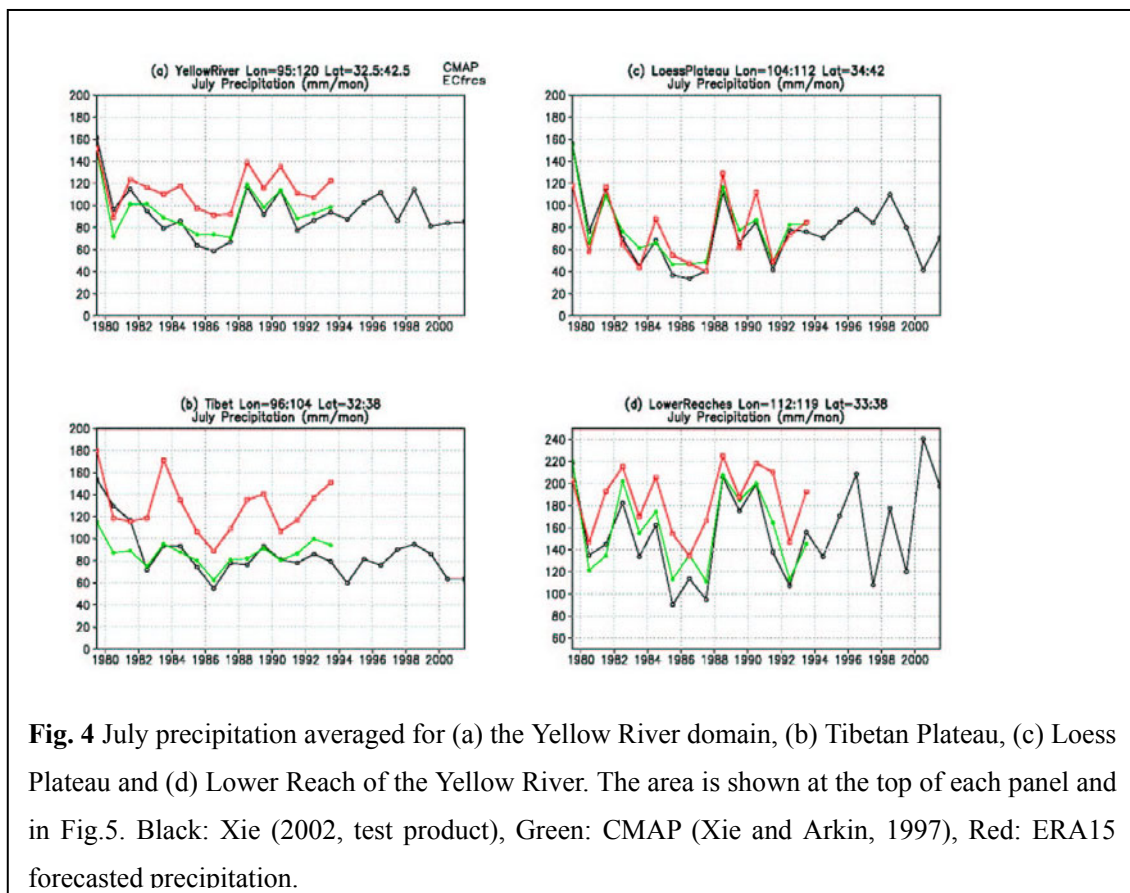 (a) YellowRiver Lon=95:120 Lat=32.5:42.5
July Precipitation (mm/mon)
CMAP
ECfrcs
200
180
160
140
120
100
80
60
40
20
0
1980 1982 1984 1986 1988 1990 1992 1994 1996 1998 2000
(c) LoessPlateau Lon=104:112 Lat=34:42
July Precipitation (mm/mon)
200
180
160
140
120
100
80
60
40
20
0
1980 1982 1984 1986 1988 1990 1992 1994 1996 1998 2000
(b) Tibet Lon=96:104 Lat=32:38
July Precipitation (mm/mon)
200
180
160
140
120
100
80
60
40
20
0
1980 1982 1984 1986 1988 1990 1992 1994 1996 1998 2000
(d) LowerReaches Lon=112:119 Lat=33:38
July Precipitation (mm/mon)
240
220
200
180
160
140
120
100
80
60
1980 1982 1984 1986 1988 1990 1992 1994 1996 1998 2000
Fig. 4 July precipitation averaged for (a) the Yellow River domain, (b) Tibetan Plateau, (c) Loess
Plateau and (d) Lower Reach of the Yellow River. The area is shown at the top of each panel and
in Fig.5. Black: Xie (2002, test product), Green: CMAP (Xie and Arkin, 1997), Red: ERA15
forecasted precipitation.